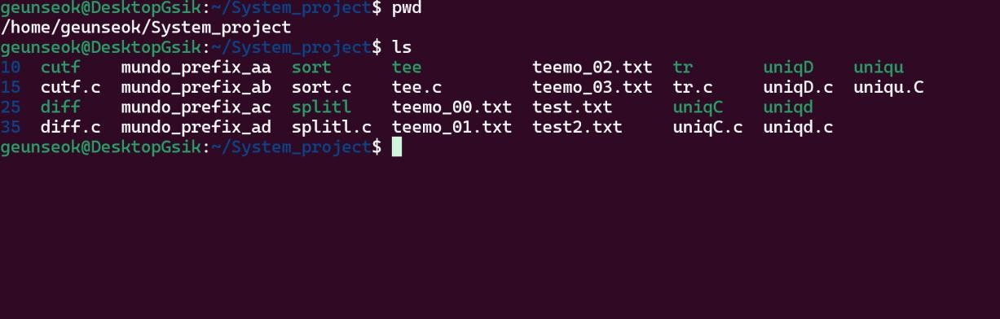 geunseok@DesktopGsik:~/System_project$ pwd
/home/geunseok/System_project
geunseok@DesktopGsik:~/System_project$ ls
10  cutf    mundo_prefix_aa  sort      tee           teemo_02.txt  tr       uniqD    uniqu
15  cutf.c  mundo_prefix_ab  sort.c    tee.c         teemo_03.txt  tr.c     uniqD.c  uniqu.C
25  diff    mundo_prefix_ac  splitl    teemo_00.txt  test.txt      uniqC    uniqd
35  diff.c  mundo_prefix_ad  splitl.c  teemo_01.txt  test2.txt     uniqC.c  uniqd.c
geunseok@DesktopGsik:~/System_project$